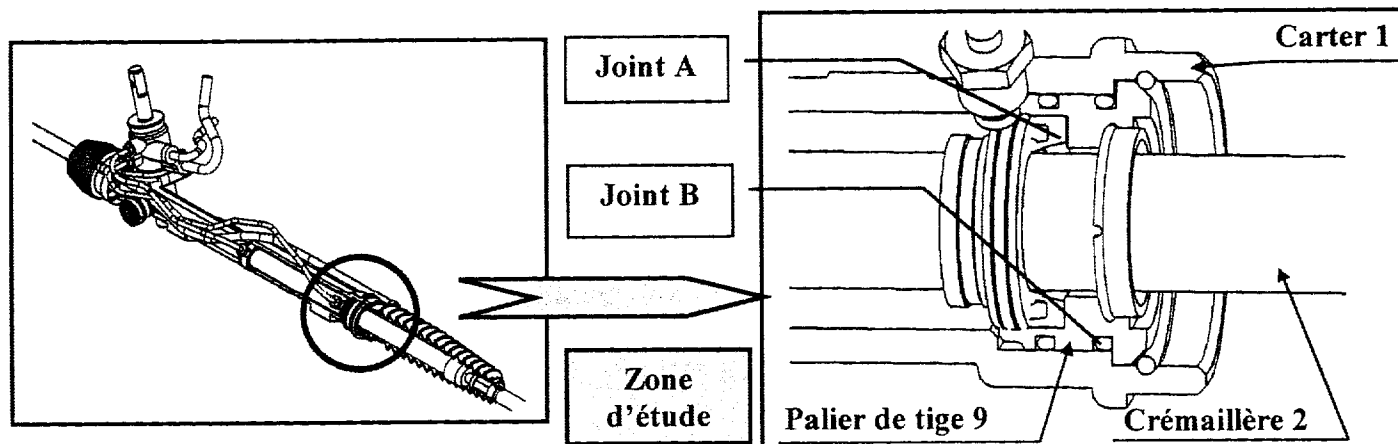 Joint A
Joint B
Zone
d'étude
Carter 1
Palier de tige 9
Crémaillère 2